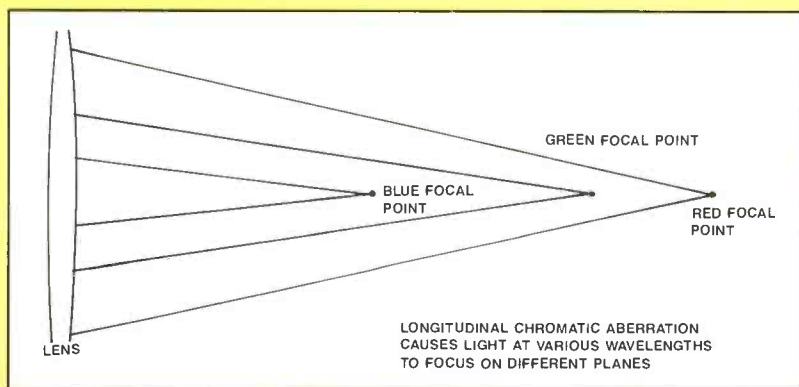 GREEN FOCAL POINT
BLUE FOCAL
POINT
RED FOCAL
POINT
LENS
LONGITUDINAL CHROMATIC ABERRATION
CAUSES LIGHT AT VARIOUS WAVELENGTHS
TO FOCUS ON DIFFERENT PLANES